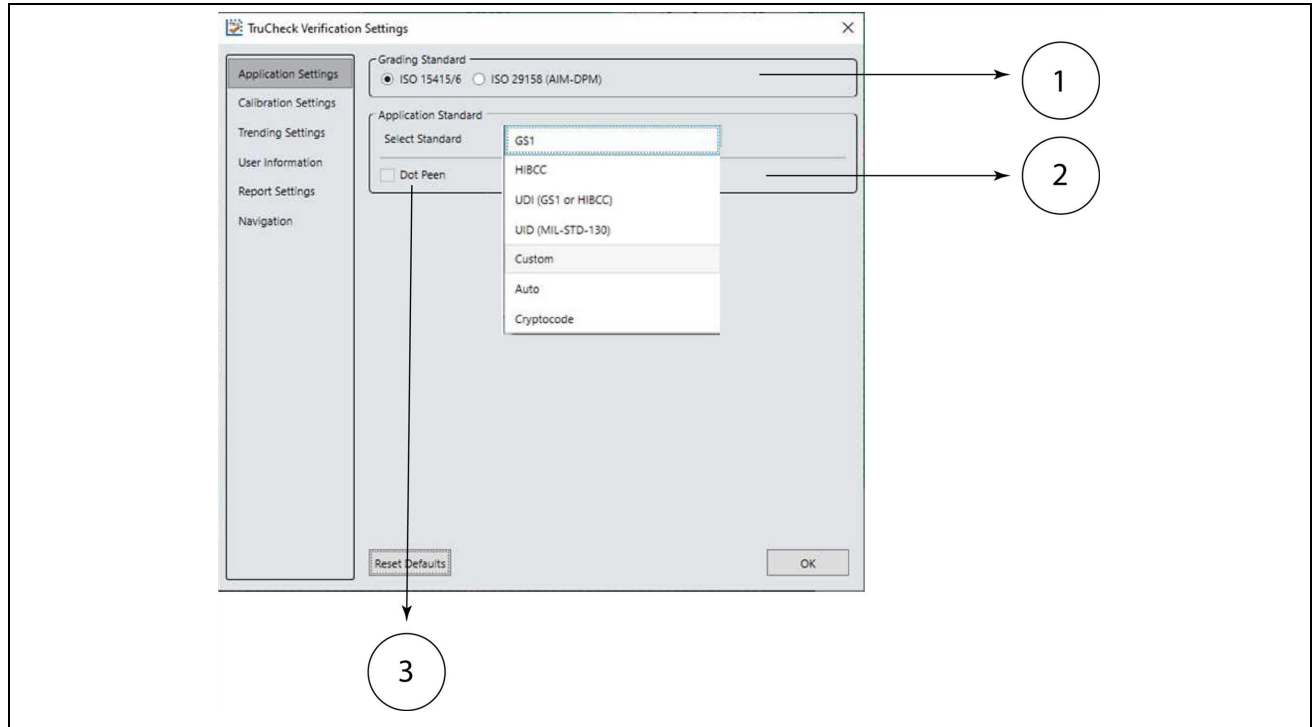 TruCheck Verification Settings
Application Settings
Calibration Settings
Trending Settings
User Information
Report Settings
Navigation
Grading Standard
ISO 15415/6 ISO 29158 (AIM-DPM)
Application Standard
Select Standard
GS1
HIBCC
UDI (GS1 or HIBCC)
UID (MIL-STD-130)
Custom
Auto
Cryptocode
Dot Peen
Reset Defaults
OK
1
2
3